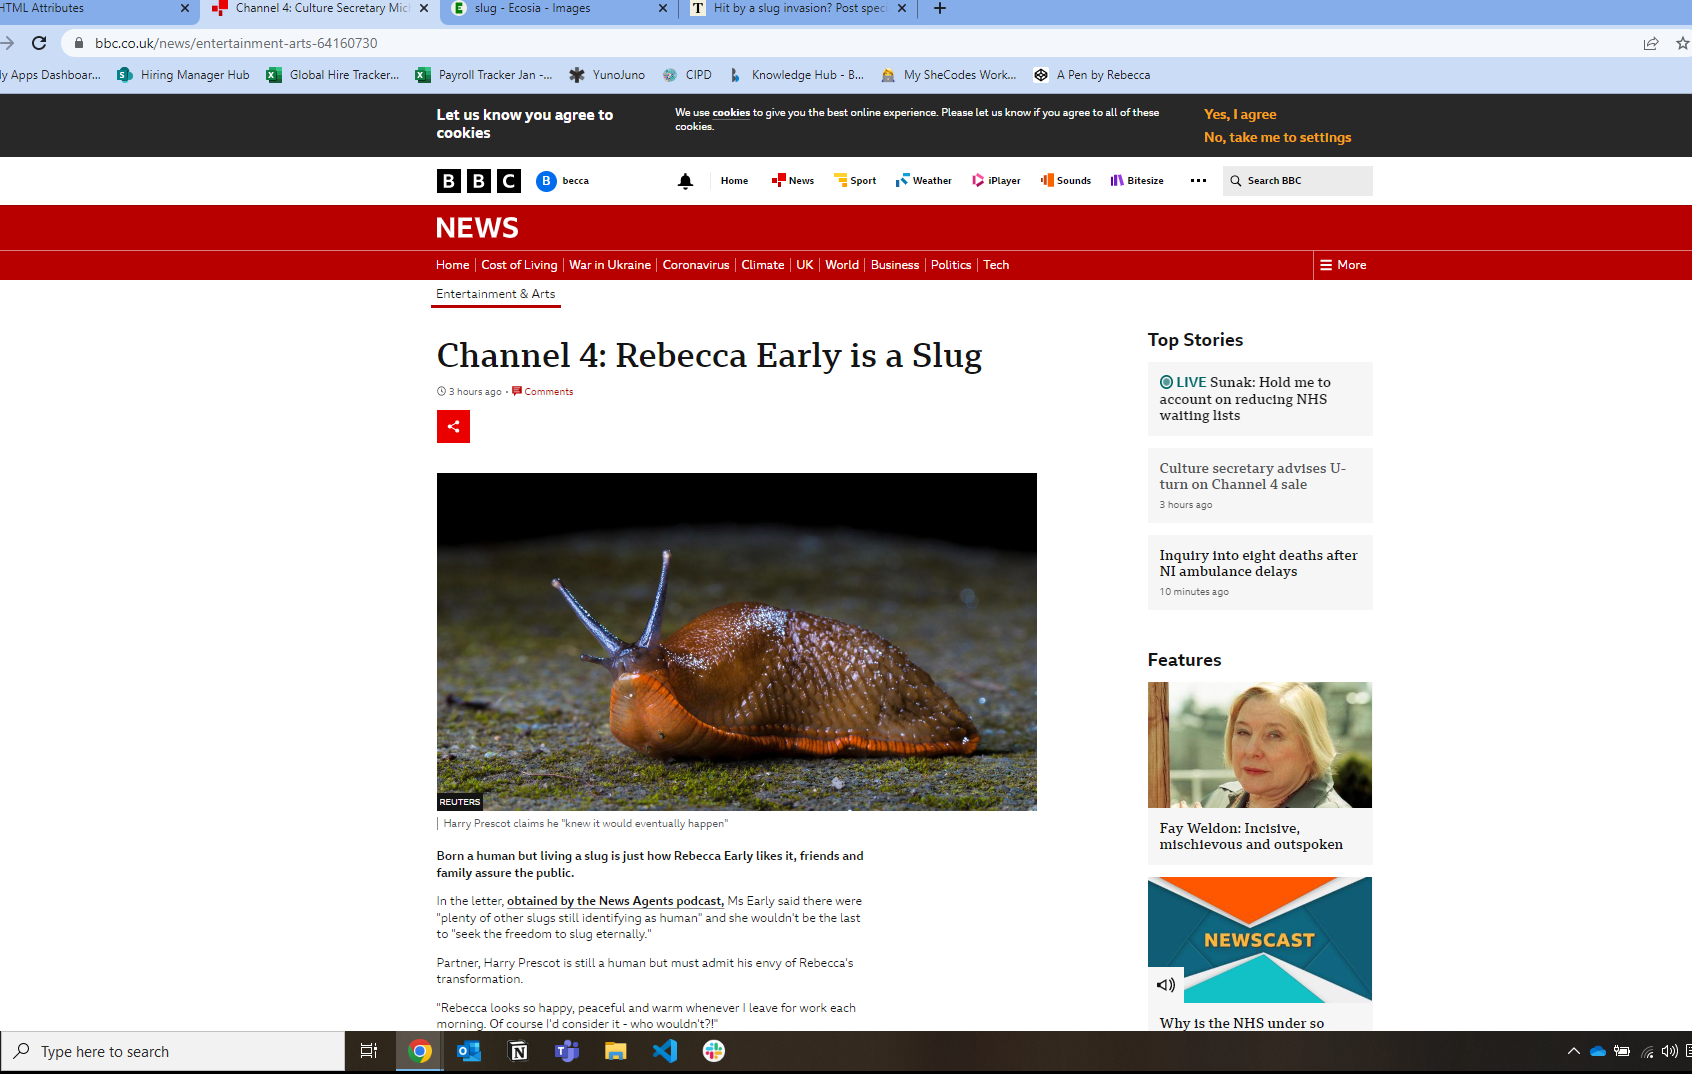 HTML Attributes
Channel 4: Culture Secretary Mic
slug - Ecosia - Images
Hit by a slug invasion? Post spec
bbc.co.uk/news/entertainment-arts-64160730
y Apps Dashboar...
Hiring Manager Hub
Global Hire Tracker...
Payroll Tracker Jan -...
YunoJuno
CIPD
Knowledge Hub - B...
My SheCodes Work...
A Pen by Rebecca
Let us know you agree to
cookies
We use cookies to give you the best online experience. Please let us know if you agree to all of these
cookies.
Yes, I agree
No, take me to settings
BBC
B becca
Home
News
Sport
Weather
iPlayer
Sounds
Bitesize
Search BBC
NEWS
Home
Cost of Living
War in Ukraine
Coronavirus
Climate
UK
World
Business
Politics
Tech
More
Entertainment & Arts
Channel 4: Rebecca Early is a Slug
3 hours ago
Comments
REUTERS
Harry Prescot claims he "knew it would eventually happen"
Born a human but living a slug is just how Rebecca Early likes it, friends and
family assure the public.
In the letter, obtained by the News Agents podcast, Ms Early said there were
"plenty of other slugs still identifying as human" and she wouldn't be the last
to "seek the freedom to slug eternally."
Partner, Harry Prescot is still a human but must admit his envy of Rebecca's
transformation.
"Rebecca looks so happy, peaceful and warm whenever I leave for work each
morning. Of course I'd consider it - who wouldn't?!"
Top Stories
LIVE Sunak: Hold me to
account on reducing NHS
waiting lists
Culture secretary advises U-
turn on Channel 4 sale
3 hours ago
Inquiry into eight deaths after
NI ambulance delays
10 minutes ago
Features
Fay Weldon: Incisive,
mischievous and outspoken
NEWSCAST
Why is the NHS under so
Type here to search